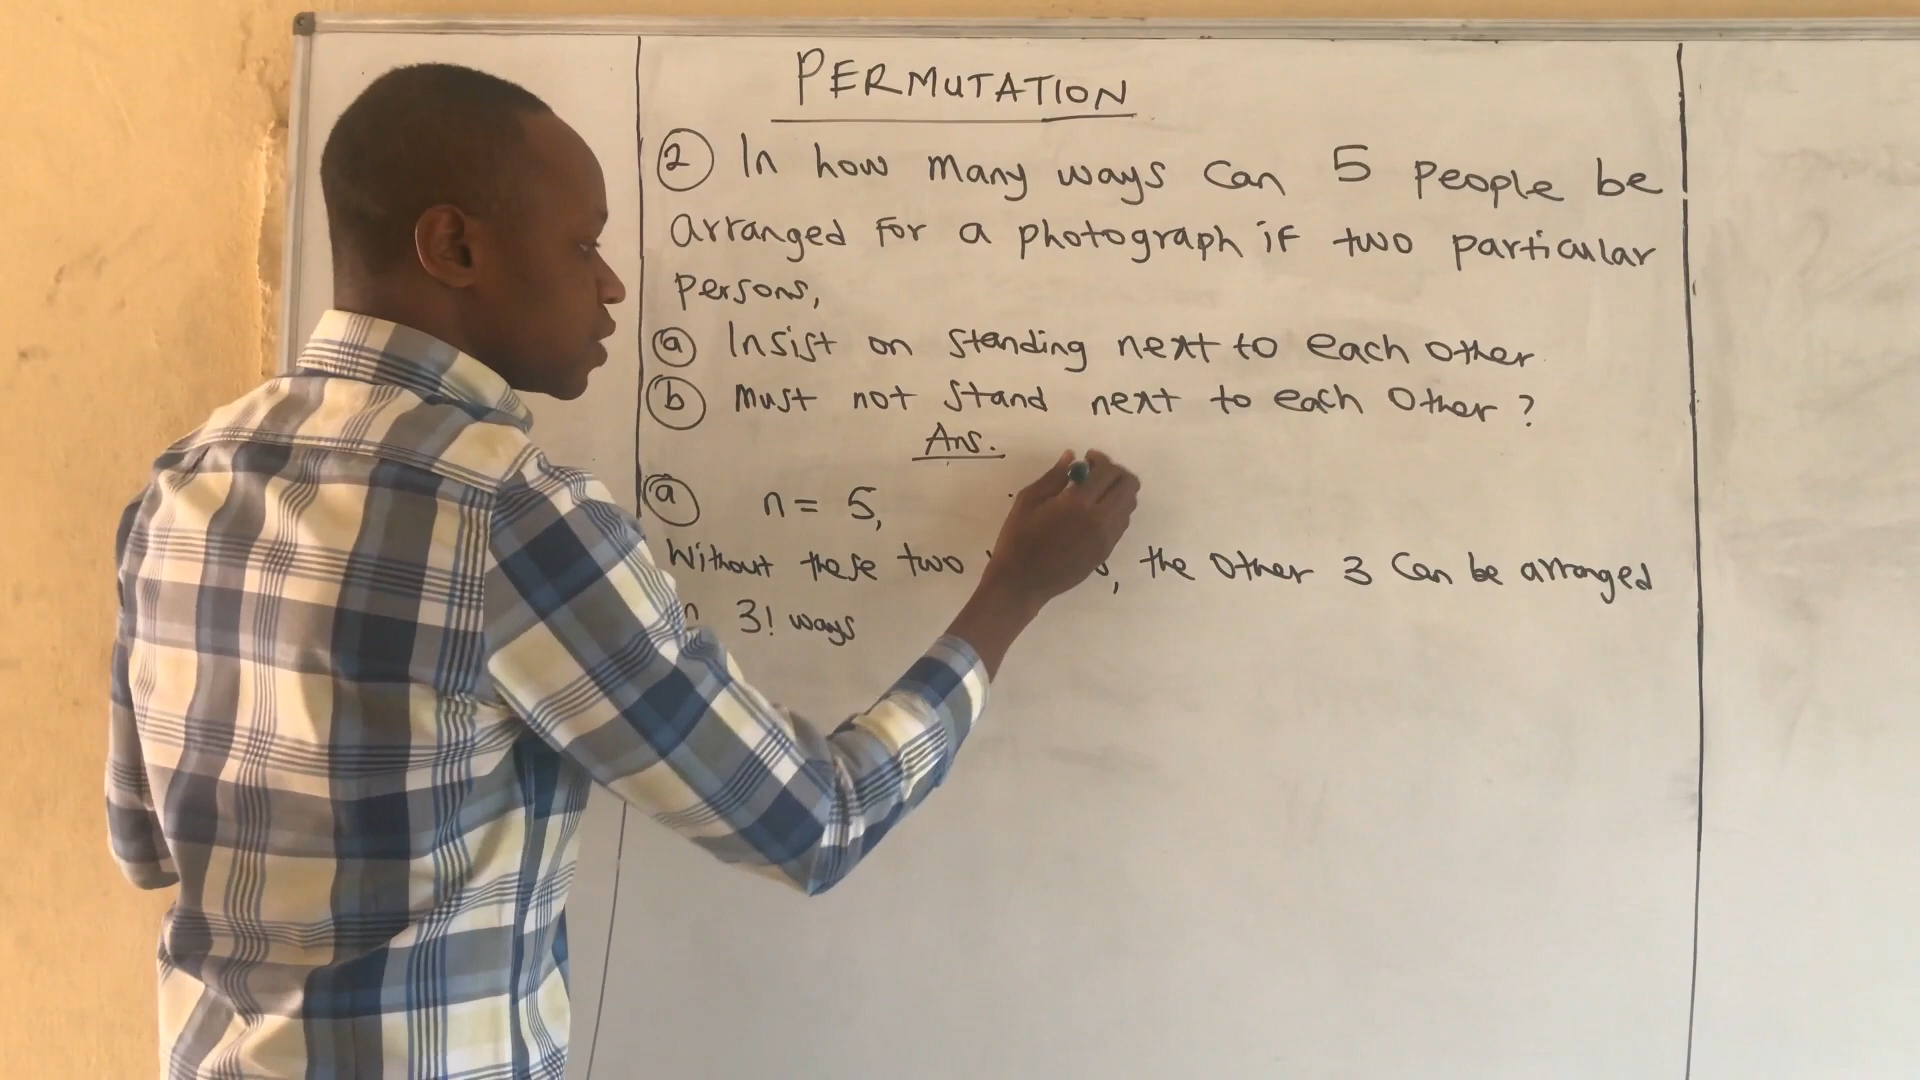 PERMUTATION
2 In how many ways can 5 people be
arranged for a photograph if two particular
persons,
a Insist on standing next to each other
b Must not stand next to each other?
Ans.
a n = 5,
Without these two , the other 3 can be arranged
3! ways